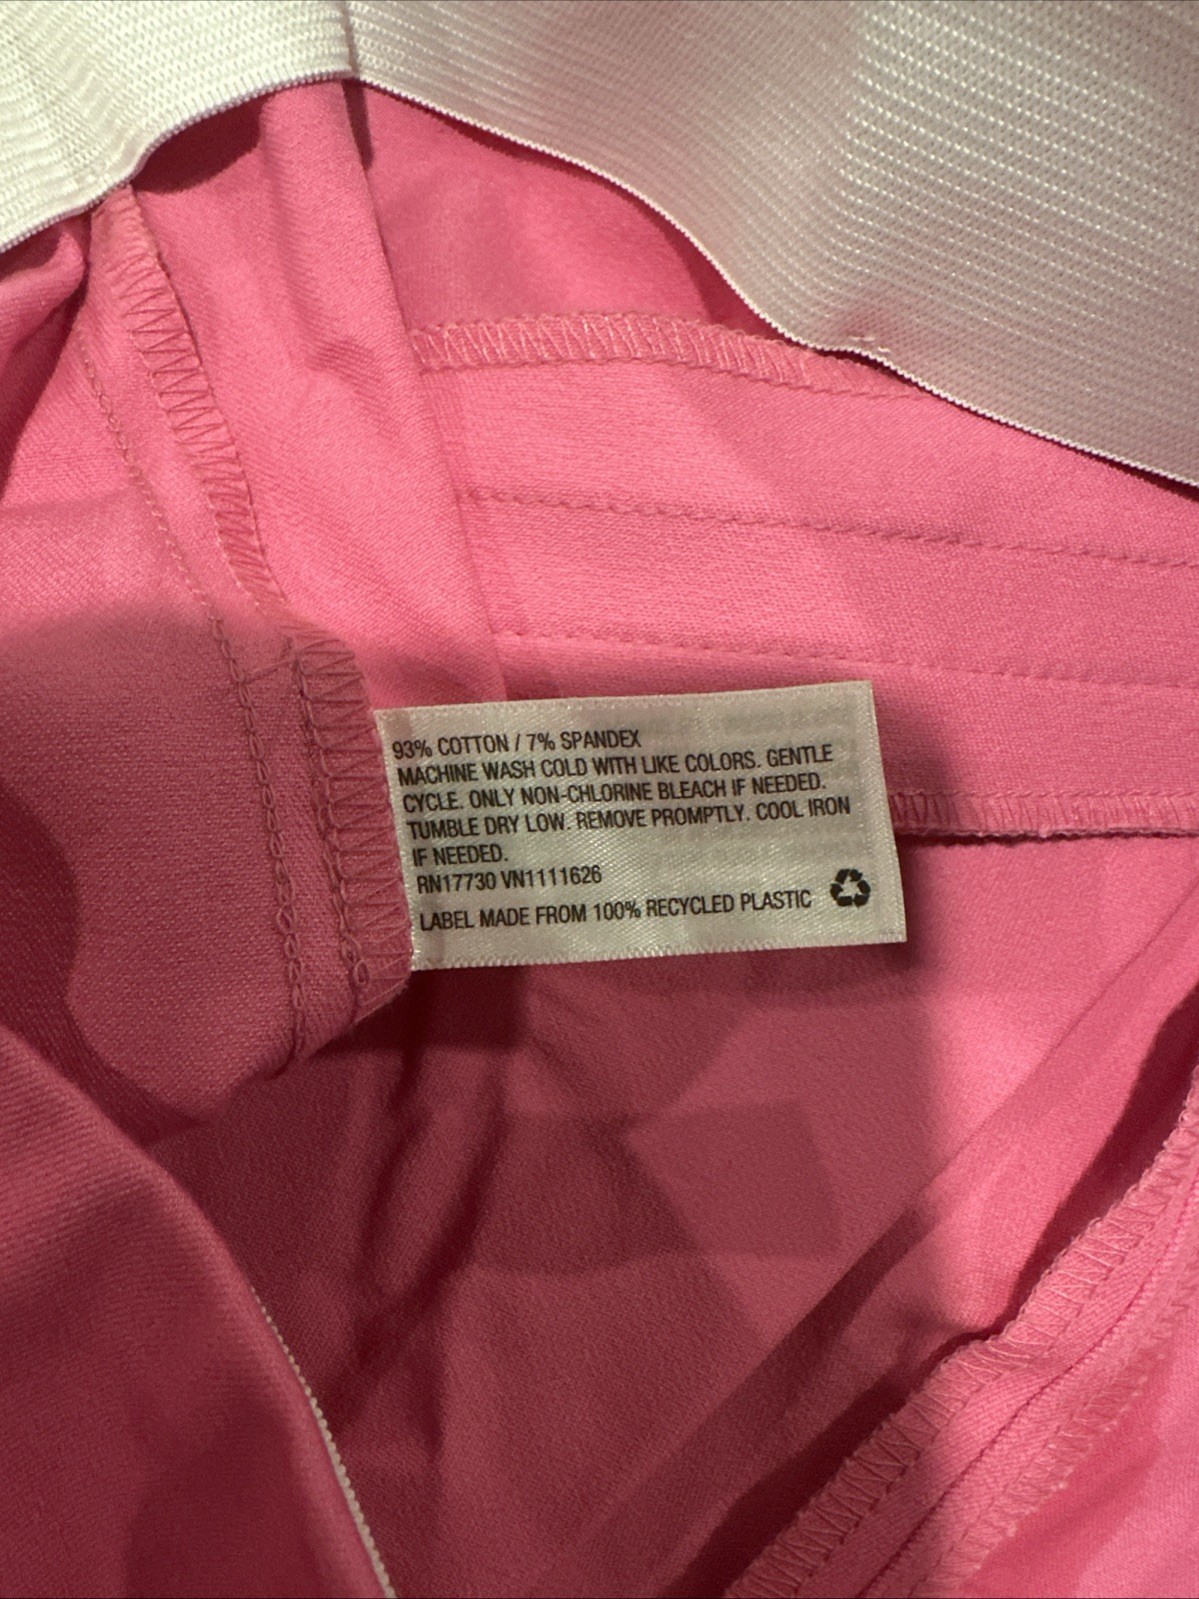 93% COTTON / 7% SPANDEX
MACHINE WASH COLD WITH LIKE COLORS. GENTLE
CYCLE. ONLY NON-CHLORINE BLEACH IF NEEDED.
TUMBLE DRY LOW. REMOVE PROMPTLY. COOL IRON
IF NEEDED.
RN17730 VN1111626
LABEL MADE FROM 100% RECYCLED PLASTIC